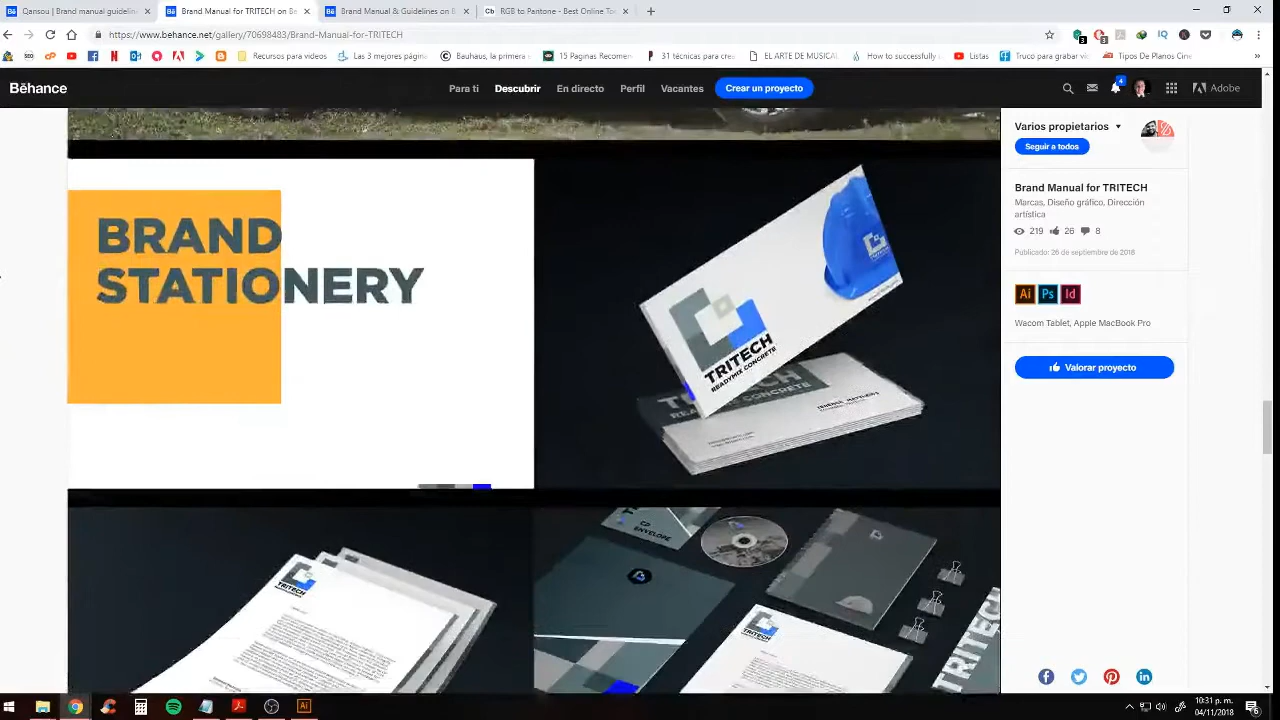 Qansou | Brand manual guideline
Brand Manual for TRITECH on Be
Brand Manual & Guidelines on B
Cb
RGB to Pantone - Best Online Too
https://www.behance.net/gallery/70698483/Brand-Manual-for-TRITECH
Recursos para videos
Las 3 mejores página
Bauhaus, la primera e
15 Paginas Recomen
31 técnicas para crea
EL ARTE DE MUSICAL
How to successfully
Listas
Truco para grabar vi
Tipos De Planos Cine
Bēhance
Para ti
Descubrir
En directo
Perfil
Vacantes
Crear un proyecto
4
Adobe
Varios propietarios
Seguir a todos
Brand Manual for TRITECH
Marcas, Diseño gráfico, Dirección
artística
219
26
8
Publicado: 26 de septiembre de 2018
Ai Ps Id
Wacom Tablet, Apple MacBook Pro
Valorar proyecto
BRAND
STATIONERY
TRITECH
READYMIX CONCRETE
TRITECH
ENVELOPE
TRITECH
TRITECH
TRITECH
10:31 p. m.
04/11/2018